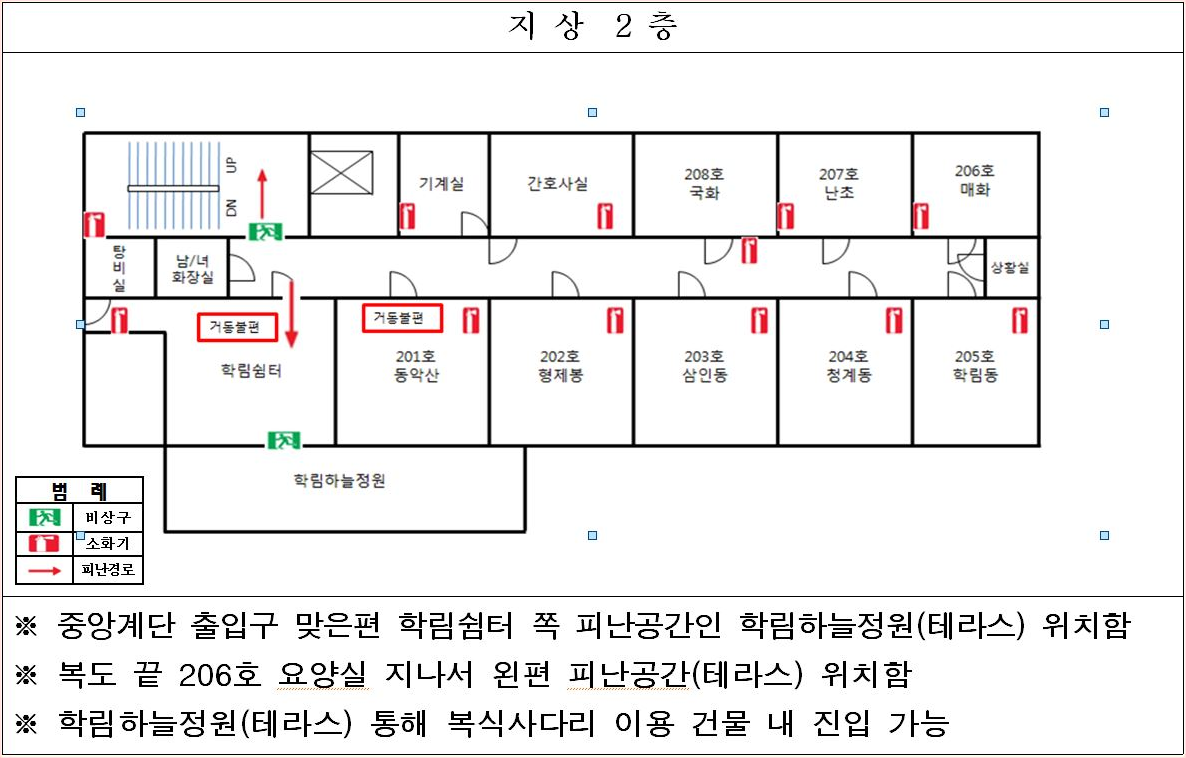 지 상 2 층
UP
DN
기계실
간호사실
208호
국화
207호
난초
206호
매화
탕
비
실
남/녀
화장실
상황실
거동불편
거동불편
학림쉼터
201호
동악산
202호
형제봉
203호
삼인동
204호
청계동
205호
학림동
학림하늘정원
범 례
비상구
소화기
피난경로
※ 중앙계단 출입구 맞은편 학림쉼터 쪽 피난공간인 학림하늘정원(테라스) 위치함
※ 복도 끝 206호 요양실 지나서 왼편 피난공간(테라스) 위치함
※ 학림하늘정원(테라스) 통해 복식사다리 이용 건물 내 진입 가능